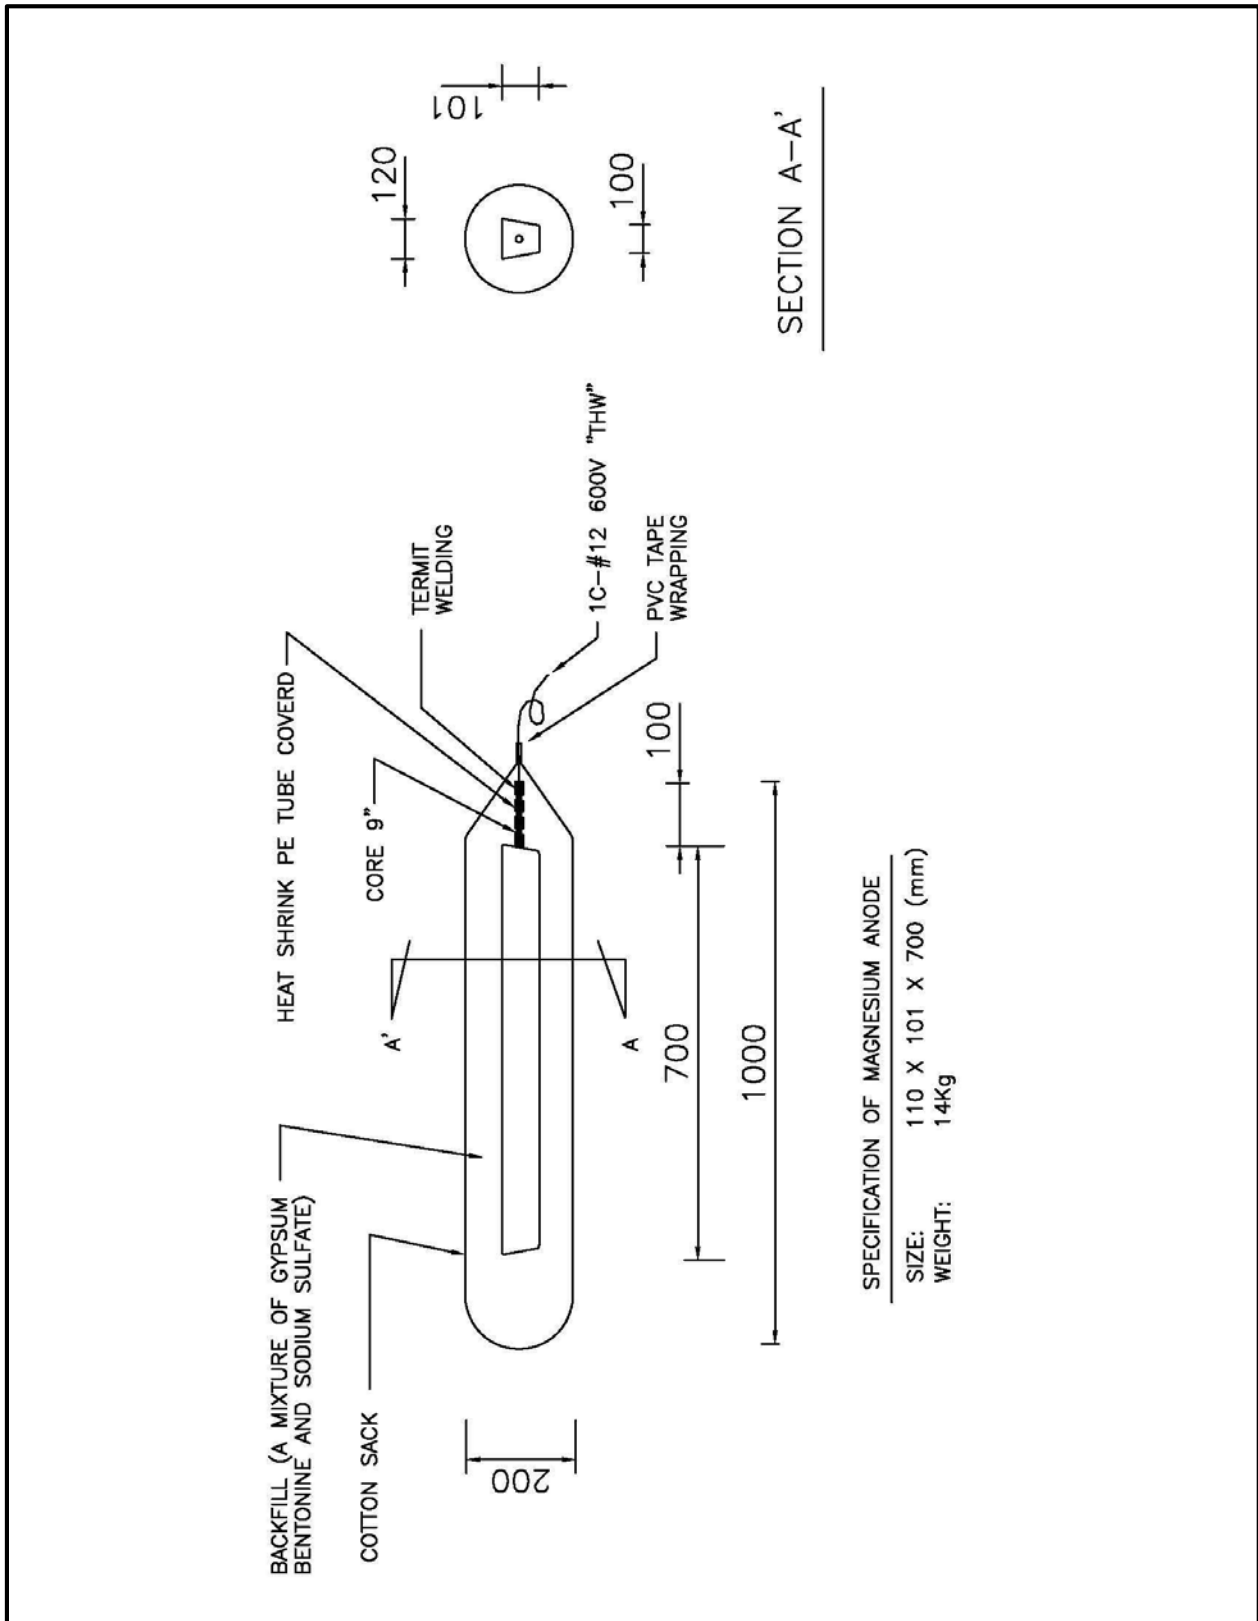 BACKFILL (A MIXTURE OF GYPSUM
BENTONINE AND SODIUM SULFATE)
COTTON SACK
HEAT SHRINK PE TUBE COVERD
CORE 9"
TERMIT
WELDING
1C-#12 600V "THW"
PVC TAPE
WRAPPING
A'
A
200
700
100
1000
120
101
100
SECTION A-A'
SPECIFICATION OF MAGNESIUM ANODE
SIZE: 110 X 101 X 700 (mm)
WEIGHT: 14Kg